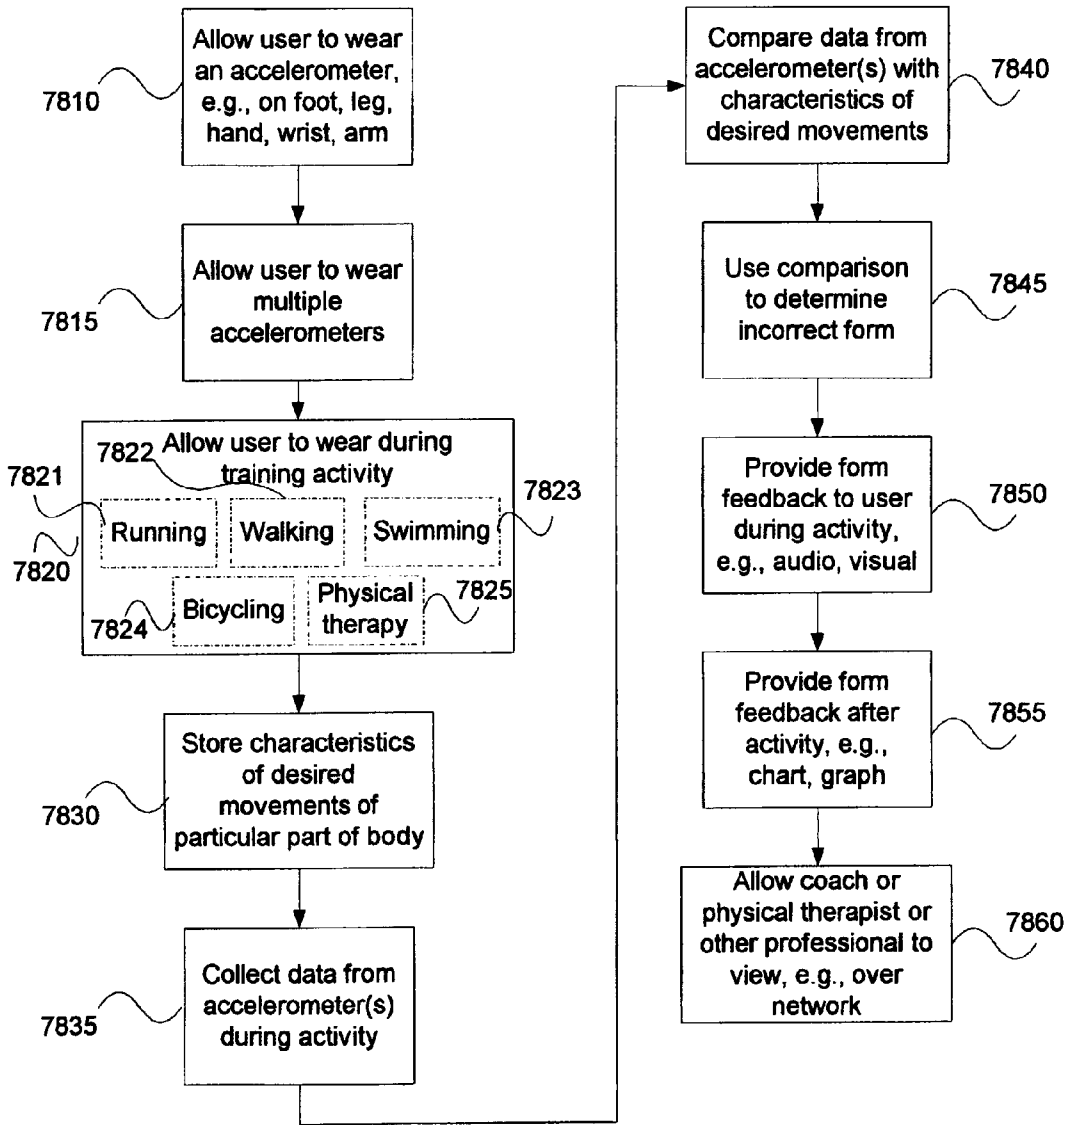 Allow user to wear
an accelerometer,
e.g., on foot, leg,
hand, wrist, arm
7810
Allow user to wear
multiple
accelerometers
7815
Allow user to wear during
training activity
7822
7821
7823
Running
Walking
Swimming
7820
Bicycling
Physical
therapy
7825
7824
Store characteristics
of desired
movements of
particular part of body
7830
Collect data from
accelerometer(s)
during activity
7835
Compare data from
accelerometer(s) with
characteristics of
desired movements
7840
Use comparison
to determine
incorrect form
7845
Provide form
feedback to user
during activity,
e.g., audio, visual
7850
Provide form
feedback after
activity, e.g.,
chart, graph
7855
Allow coach or
physical therapist or
other professional to
view, e.g., over
network
7860